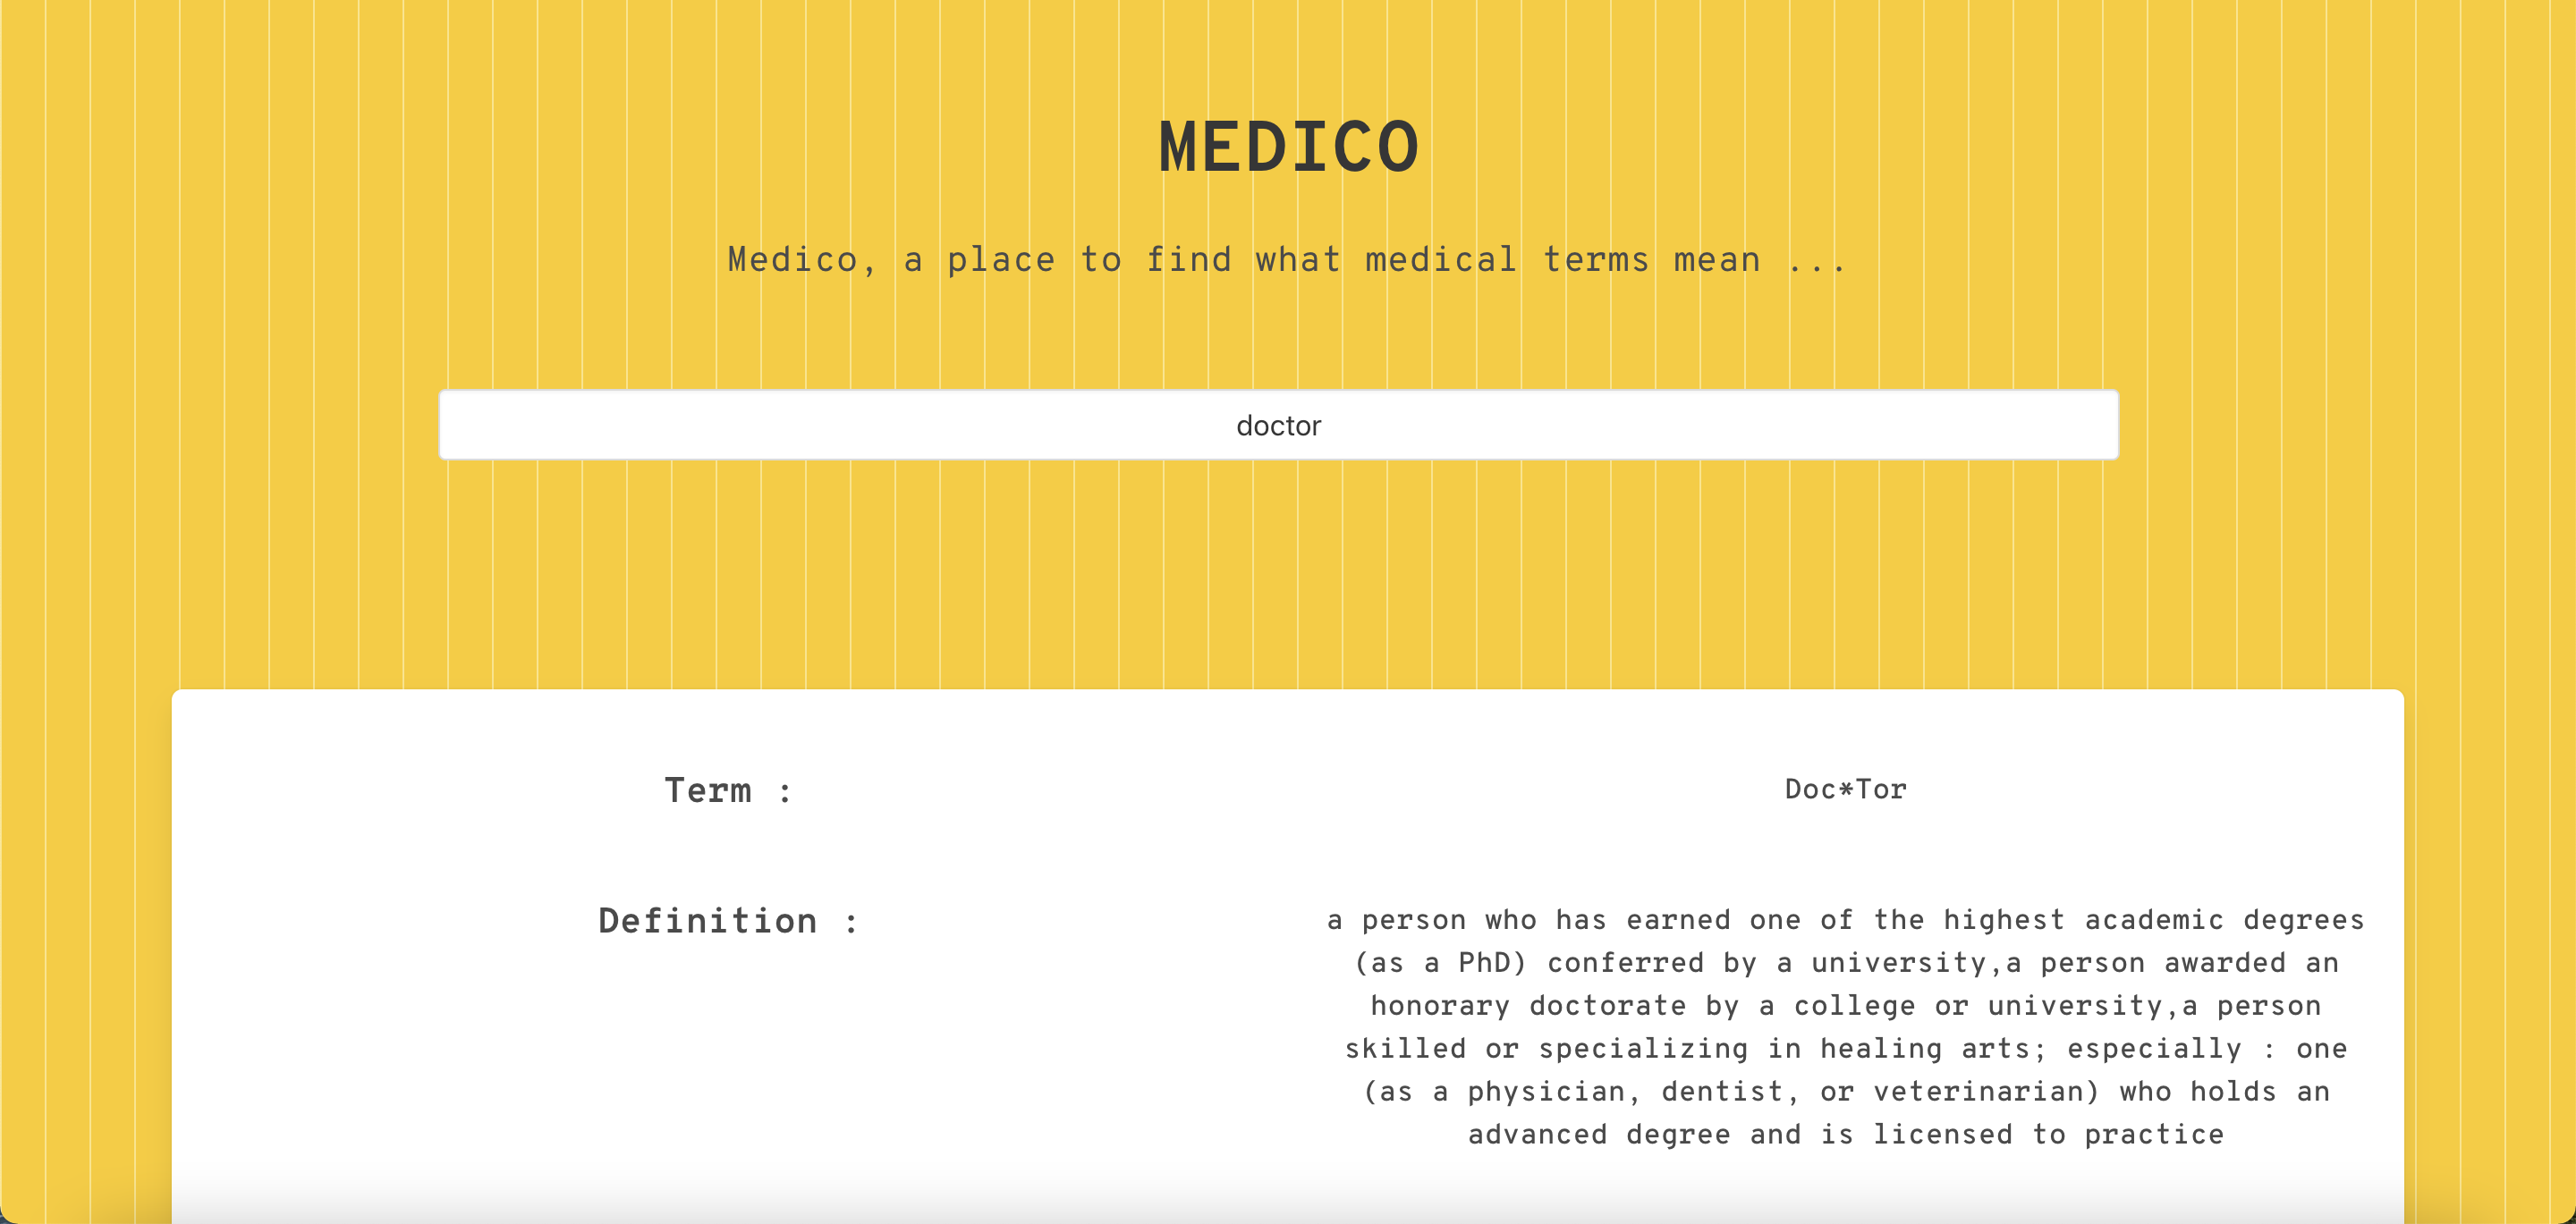 MEDICO
Medico, a place to find what medical terms mean ...
doctor
Term :
Doc*Tor
Definition :
a person who has earned one of the highest academic degrees
(as a PhD) conferred by a university,a person awarded an
honorary doctorate by a college or university,a person
skilled or specializing in healing arts; especially : one
(as a physician, dentist, or veterinarian) who holds an
advanced degree and is licensed to practice